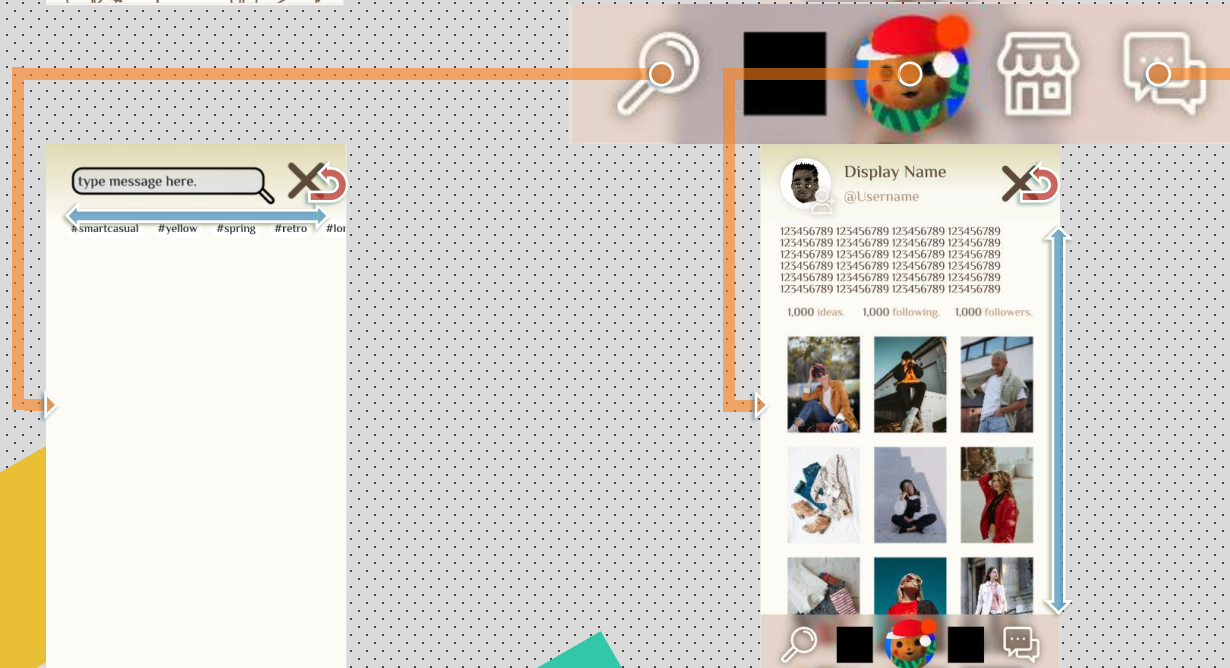 type message here.
#smartcasual #yellow #spring #retro
Display Name
@Username
123456789 123456789 123456789 123456789
123456789 123456789 123456789 123456789
123456789 123456789 123456789 123456789
123456789 123456789 123456789 123456789
123456789 123456789 123456789 123456789
123456789 123456789 123456789 123456789
1,000 ideas. 1,000 following. 1,000 followers.